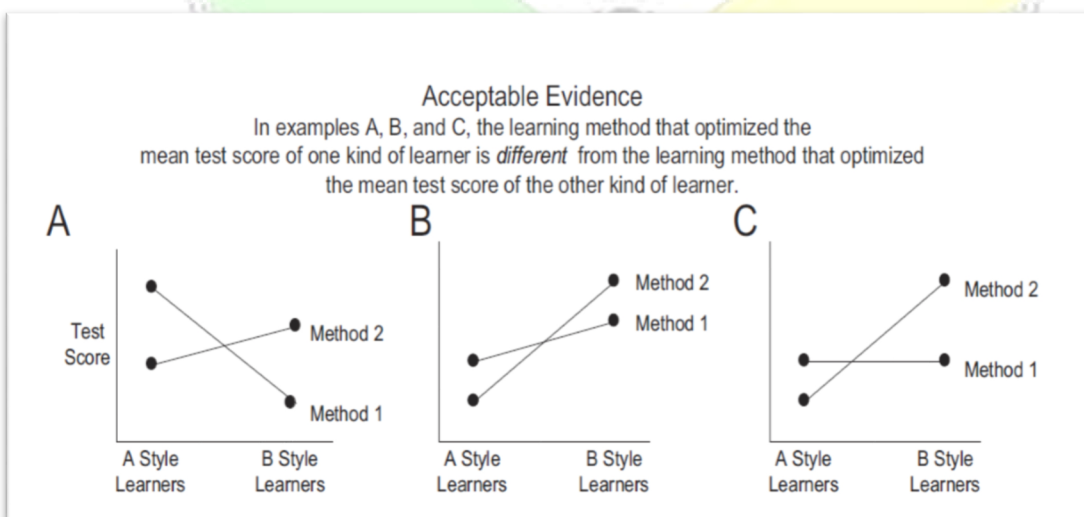 Acceptable Evidence
In examples A, B, and C, the learning method that optimized the
mean test score of one kind of learner is different from the learning method that optimized
the mean test score of the other kind of learner.
A
Test
Score
Method 2
Method 1
A Style
Learners
B Style
Learners
B
Method 2
Method 1
A Style
Learners
B Style
Learners
C
Method 2
Method 1
A Style
Learners
B Style
Learners